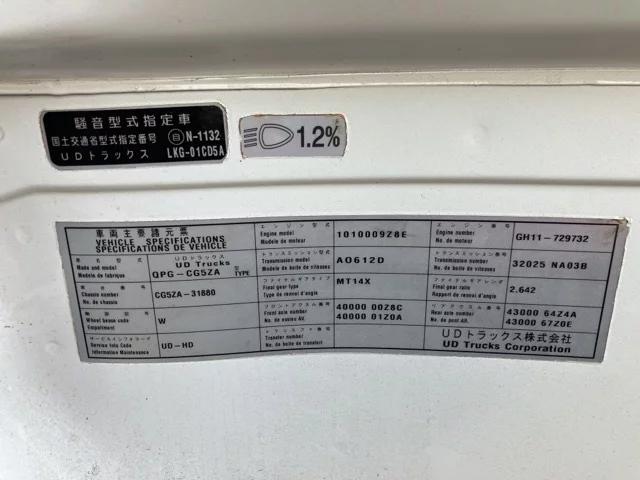 騒音型式指定車
国土交通省型式指定番号 自 N-1132
UDトラックス LKG-01CD5A
1.2%
車両主要諸元票
VEHICLE SPECIFICATIONS
SPECIFICATIONS DE VEHICLE
車名型式
Make and model
Modele de fabrique
UDトラックス
UD Trucks
QPG-CG5ZA 型 TYPE
車台番号
Chassis number
No. de chassis
CG5ZA-31880
Wheel base code
Empattement
W
サービスインフォコード
Service Info Code
Information Maintenance
UD-HD
エンジン型式
Engine model
Modele de moteur
1010009Z8E
トランスミッション型式
Transmission model
Modele de boite de vitesses
AO612D
ファイナルギヤタイプ
Final gear type
Type de renvoi d'angle
MT14X
フロントアクスル番号
Front axle number
No. de essieu AV.
40000 00Z8C
40000 01Z0A
トランスファ番号
Transfer number
No. de boite de transfert
エンジン番号
Engine number
No. de moteur
GH11-729732
トランスミッション番号
Transmission number
No. de boite de vitesses
32025 NA03B
ファイナルギヤレシオ
Final gear ratio
Rapport de renvoi d'angle
2.642
リアアクスル番号
Rear axle number
No. de pont AR.
43000 64Z4A
43000 67Z0E
UDトラックス株式会社
UD Trucks Corporation